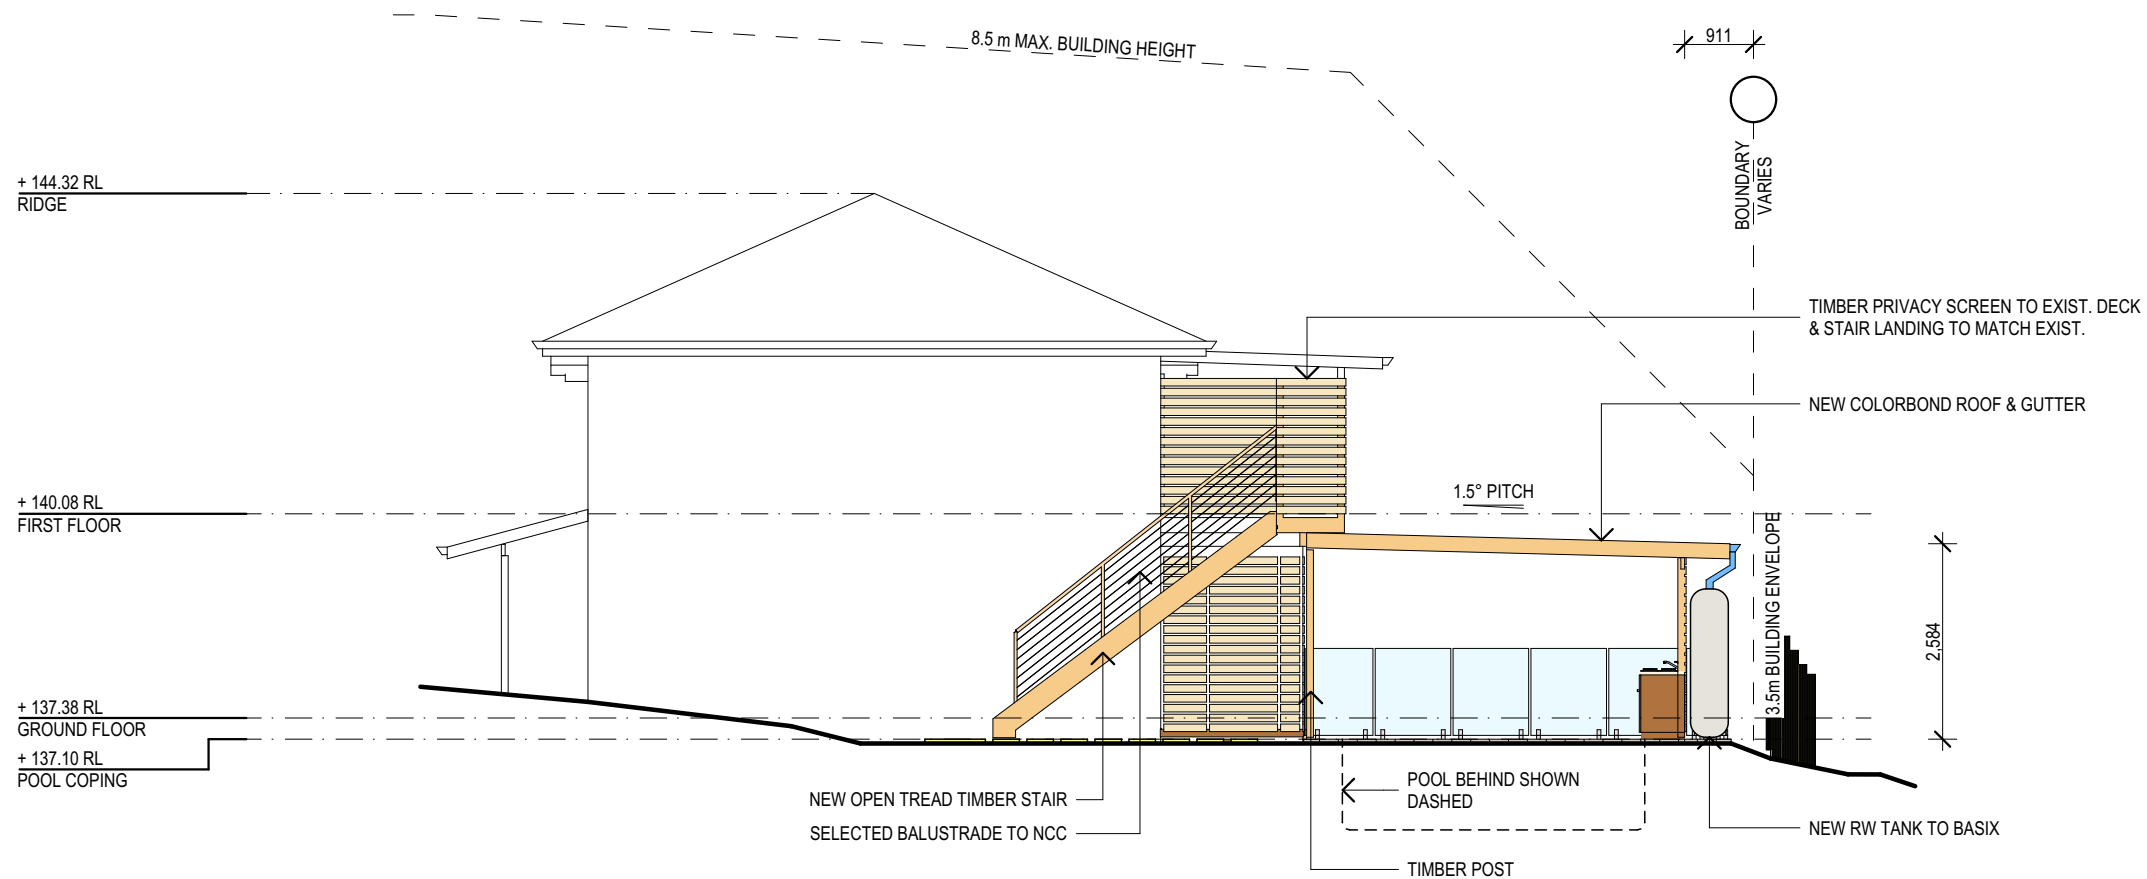 8.5 m MAX. BUILDING HEIGHT
911
BOUNDARY
VARIES
+ 144.32 RL
RIDGE
TIMBER PRIVACY SCREEN TO EXIST. DECK
& STAIR LANDING TO MATCH EXIST.
NEW COLORBOND ROOF & GUTTER
1.5° PITCH
+ 140.08 RL
FIRST FLOOR
3.5m BUILDING ENVELOPE
2,584
+ 137.38 RL
GROUND FLOOR
+ 137.10 RL
POOL COPING
POOL BEHIND SHOWN
DASHED
NEW OPEN TREAD TIMBER STAIR
SELECTED BALUSTRADE TO NCC
NEW RW TANK TO BASIX
TIMBER POST